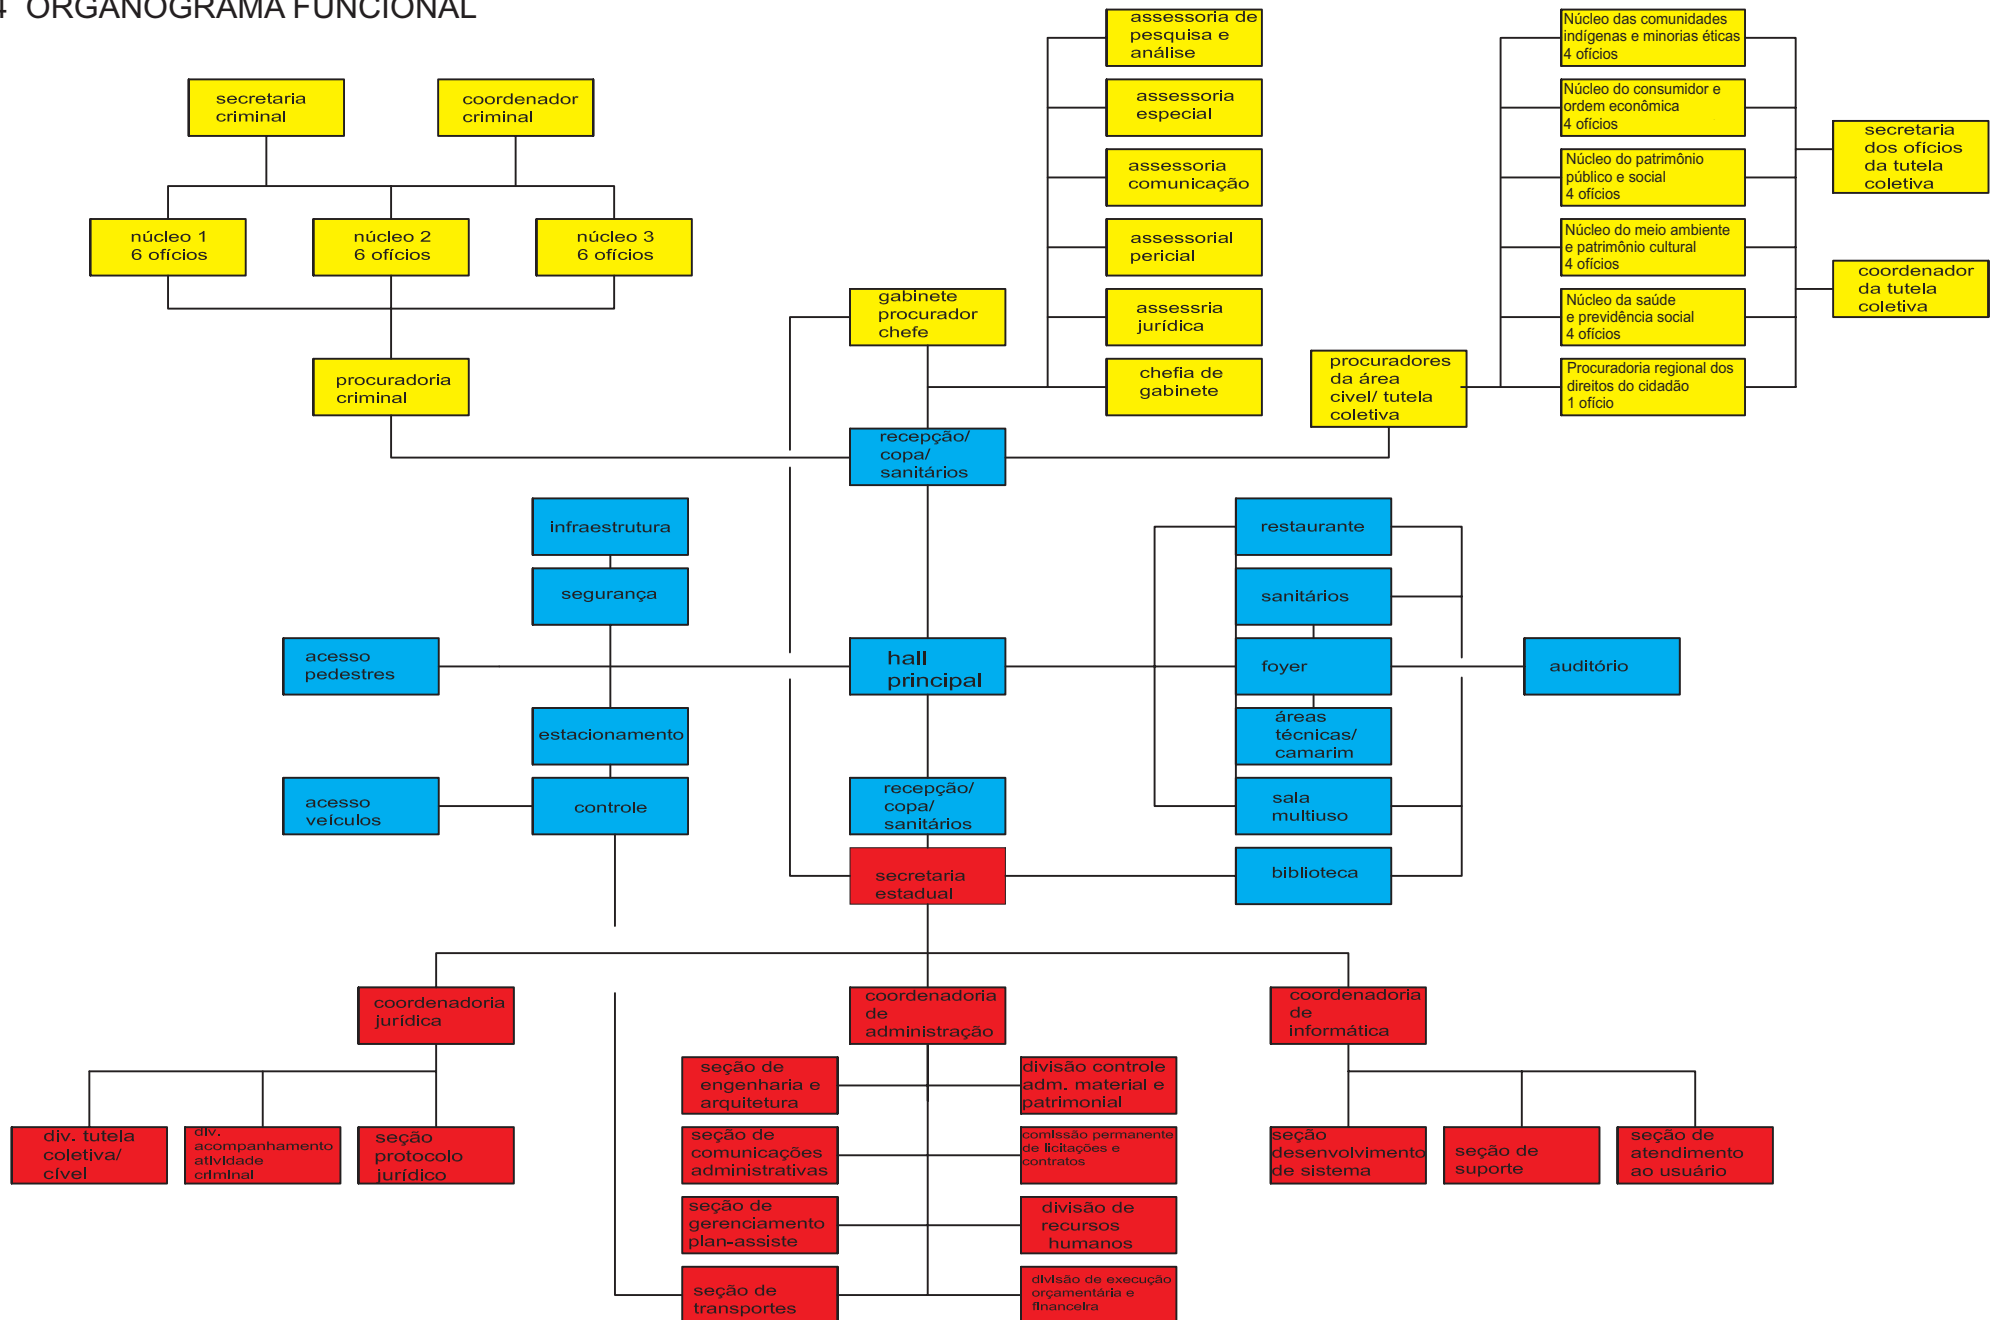 4 ORGANOGRAMA FUNCIONAL
secretaria
criminal
coordenador
criminal
núcleo 1
6 ofícios
núcleo 2
6 ofícios
núcleo 3
6 ofícios
procuradoria
criminal
gabinete
procurador
chefe
assessoria de
pesquisa e
análise
assessoria
especial
assessoria
comunicação
assessorial
pericial
assessria
jurídica
chefia de
gabinete
procuradores
da área
civel/ tutela
coletiva
Núcleo das comunidades
indígenas e minorias éticas
4 ofícios
Núcleo do consumidor e
ordem econômica
4 ofícios
Núcleo do patrimônio
público e social
4 ofícios
Núcleo do meio ambiente
e patrimônio cultural
4 ofícios
Núcleo da saúde
e previdência social
4 ofícios
Procuradoria regional dos
direitos do cidadão
1 ofício
secretaria
dos ofícios
da tutela
coletiva
coordenador
da tutela
coletiva
recepção/
copa/
sanitários
infraestrutura
segurança
acesso
pedestres
estacionamento
acesso
veículos
controle
hall
principal
recepção/
copa/
sanitários
restaurante
sanitários
foyer
áreas
técnicas/
camarim
sala
multiuso
biblioteca
auditório
secretaria
estadual
coordenadoria
jurídica
coordenadoria
de
administração
coordenadoria
de
informática
div. tutela
coletiva/
cível
div.
acompanhamento
atividade
criminal
seção
protocolo
jurídico
seção de
engenharia e
arquitetura
divisão controle
adm. material e
patrimonial
seção de
comunicações
administrativas
comissão permanente
de licitações e
contratos
seção de
gerenciamento
plan-assiste
divisão de
recursos
humanos
seção de
transportes
divisão de execução
orçamentária e
financeira
seção
desenvolvimento
de sistema
seção de
suporte
seção de
atendimento
ao usuário